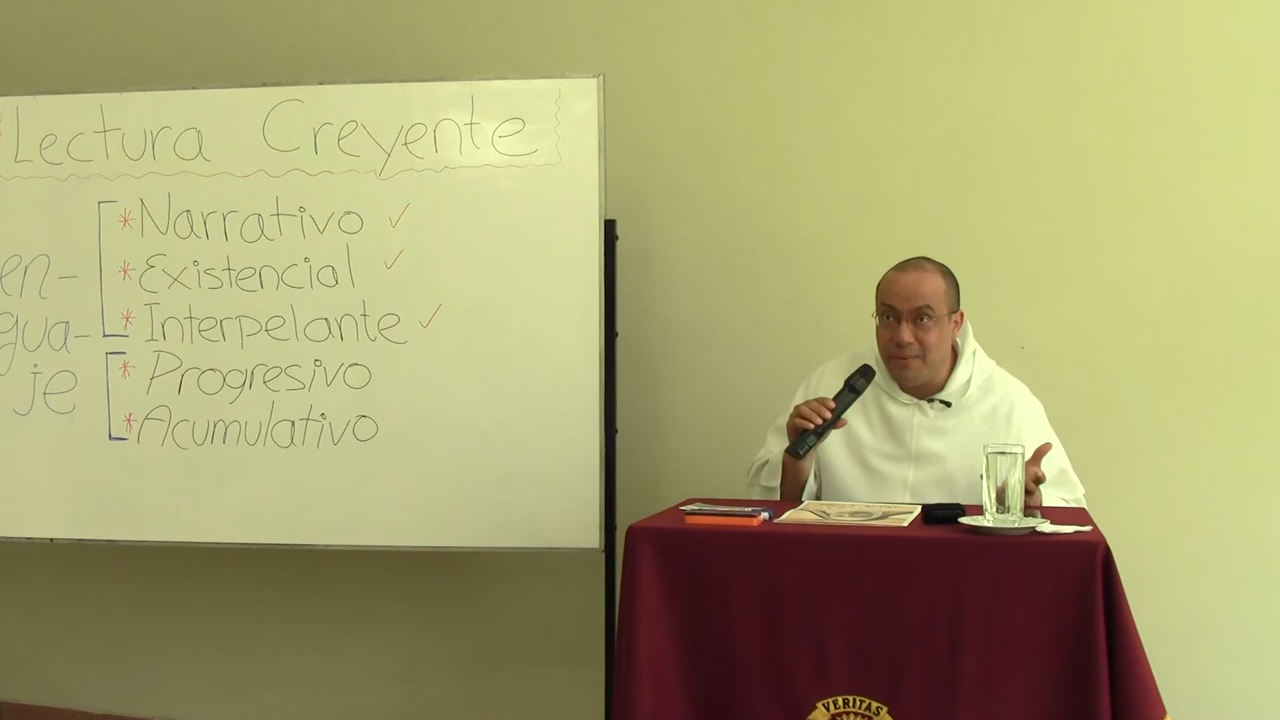 Lectura Creyente
* Narrativo ✓
* Existencial ✓
en-
* Interpelante ✓
gua-
* Progresivo
je
* Acumulativo
VERITAS